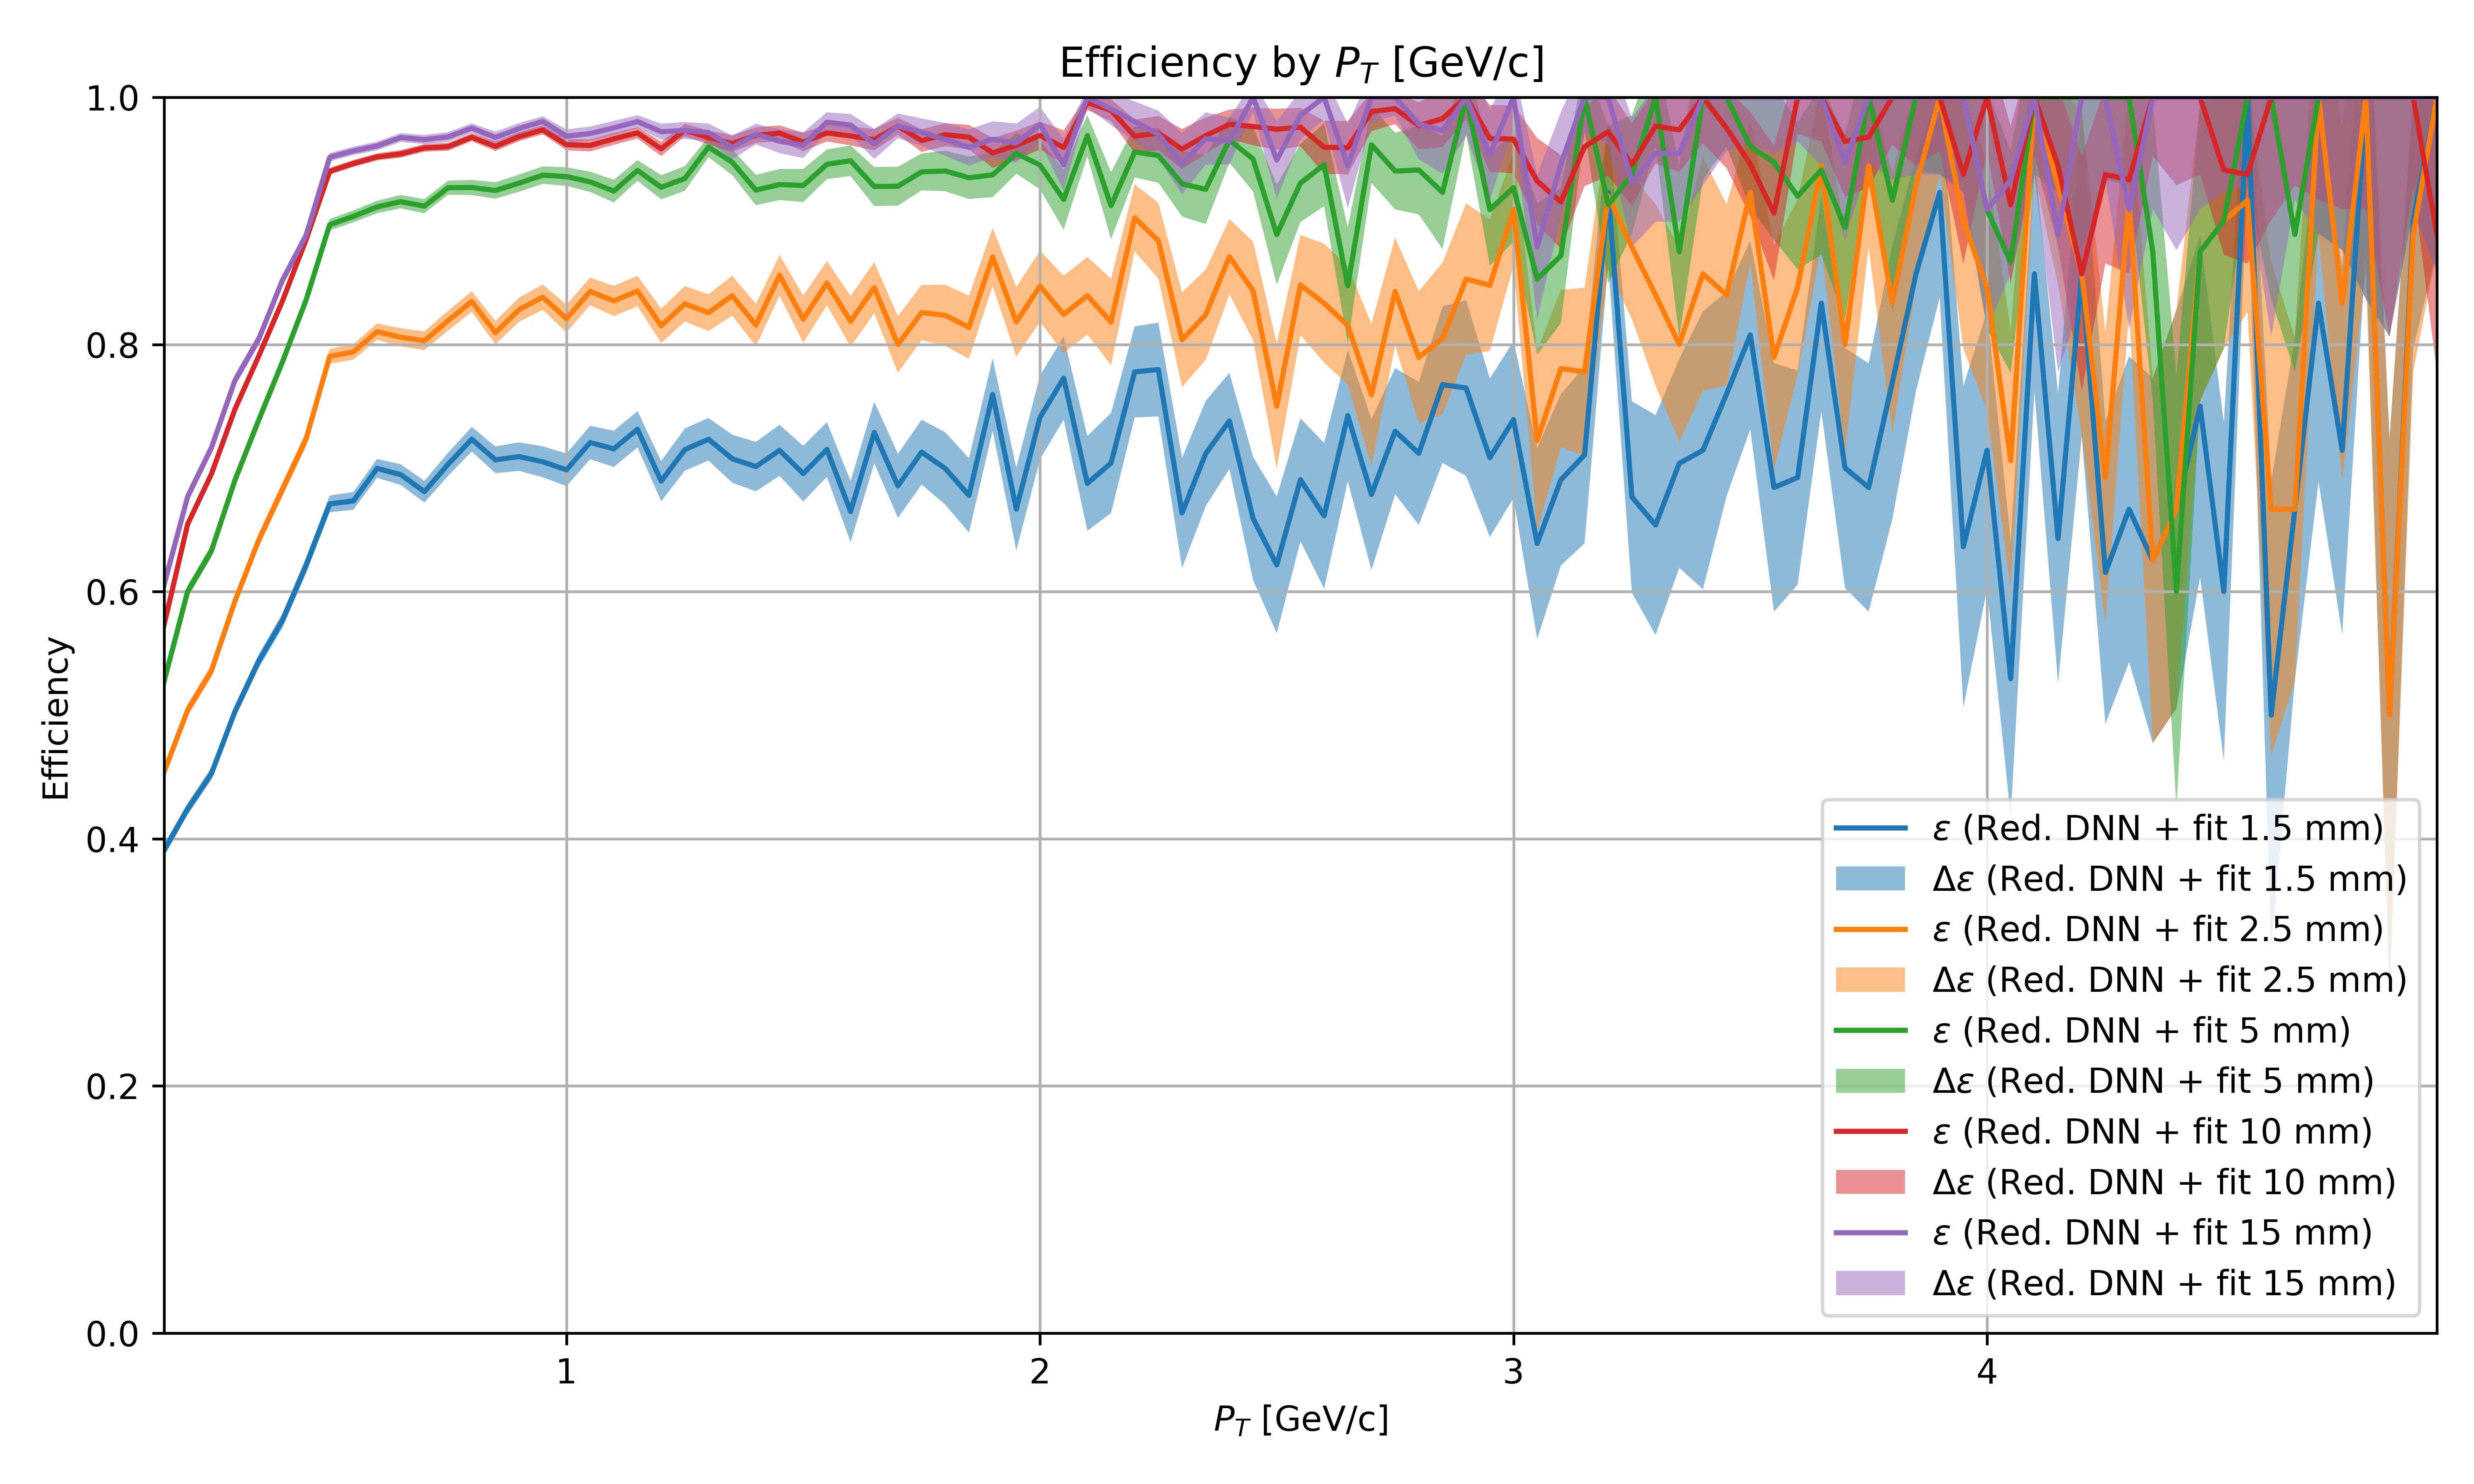 Efficiency by P_T [GeV/c]
1.0
0.8
0.6
0.4
0.2
0.0
Efficiency
1 2 3 4
P_T [GeV/c]
ε (Red. DNN + fit 1.5 mm)
Δε (Red. DNN + fit 1.5 mm)
ε (Red. DNN + fit 2.5 mm)
Δε (Red. DNN + fit 2.5 mm)
ε (Red. DNN + fit 5 mm)
Δε (Red. DNN + fit 5 mm)
ε (Red. DNN + fit 10 mm)
Δε (Red. DNN + fit 10 mm)
ε (Red. DNN + fit 15 mm)
Δε (Red. DNN + fit 15 mm)